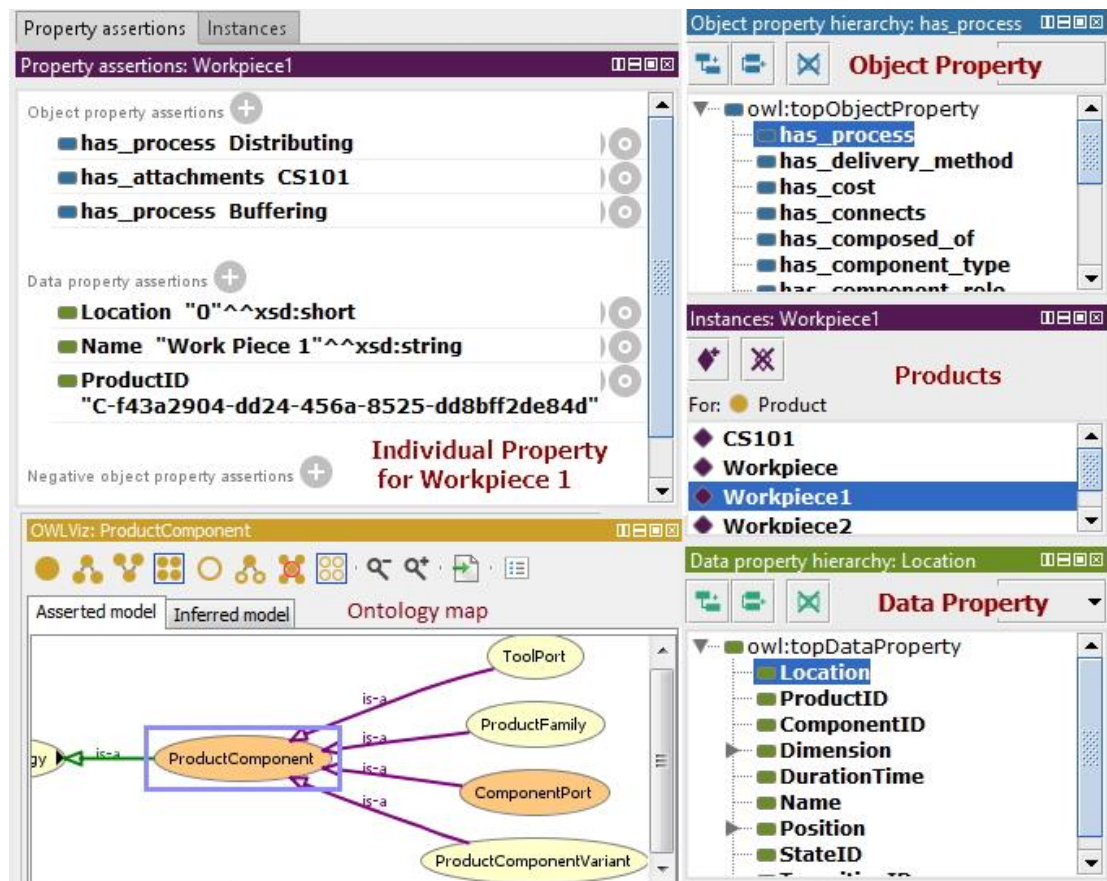 Property assertions Instances
Property assertions: Workpiece1
Object property assertions
has_process Distributing
has_attachments CS101
has_process Buffering
Data property assertions
Location "0"^^xsd:short
Name "Work Piece 1"^^xsd:string
ProductID
"C-f43a2904-dd24-456a-8525-dd8bff2de84d"
Individual Property
for Workpiece 1
Negative object property assertions
OWLViz: ProductComponent
Asserted model Inferred model Ontology map
ToolPort
is-a
ProductFamily
is-a
gy is-a ProductComponent
is-a
ComponentPort
is-a
ProductComponentVariant
Object property hierarchy: has_process
Object Property
owl:topObjectProperty
has_process
has_delivery_method
has_cost
has_connects
has_composed_of
has_component_type
has_component_role
Instances: Workpiece1
Products
For: Product
CS101
Workpiece
Workpiece1
Workpiece2
Data property hierarchy: Location
Data Property
owl:topDataProperty
Location
ProductID
ComponentID
Dimension
DurationTime
Name
Position
StateID